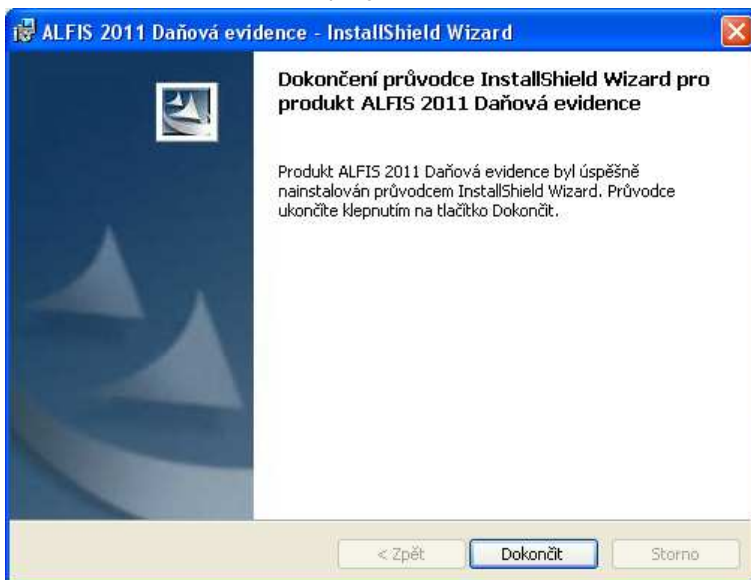 ALFIS 2011 Daňová evidence - InstallShield Wizard
Dokončení průvodce InstallShield Wizard pro
produkt ALFIS 2011 Daňová evidence
Produkt ALFIS 2011 Daňová evidence byl úspěšně
nainstalován průvodcem InstallShield Wizard. Průvodce
ukončíte klepnutím na tlačítko Dokončit.
< Zpět Dokončit Storno